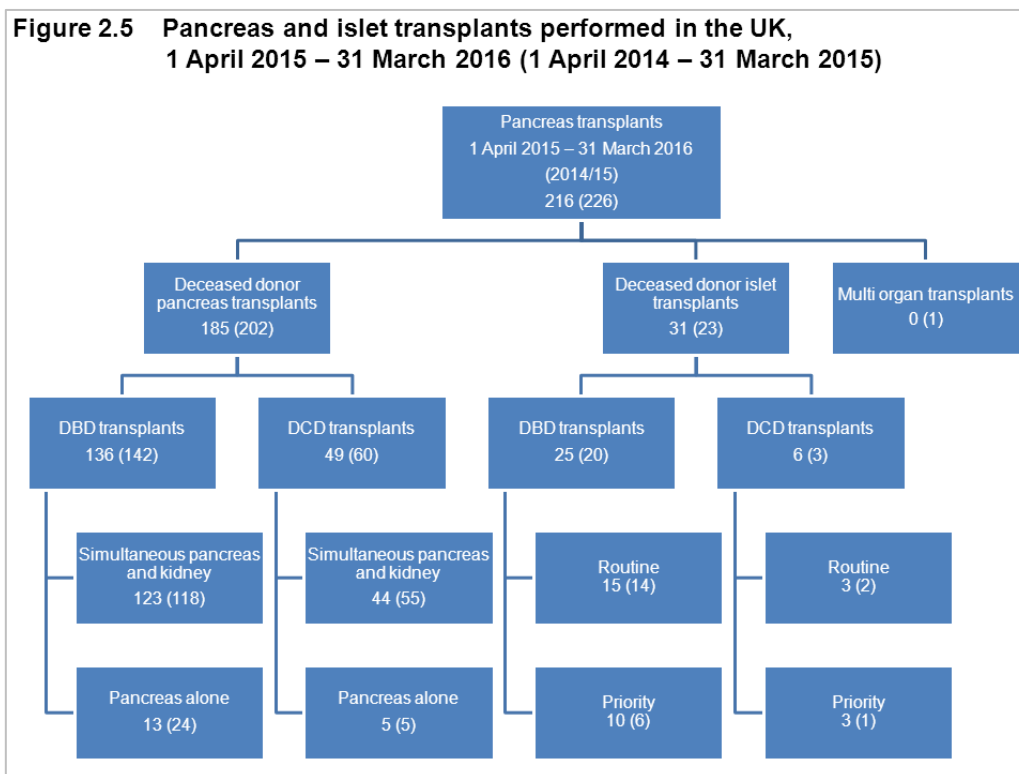 Figure 2.5 Pancreas and islet transplants performed in the UK,
1 April 2015 – 31 March 2016 (1 April 2014 – 31 March 2015)
Pancreas transplants
1 April 2015 – 31 March 2016
(2014/15)
216 (226)
Deceased donor
pancreas transplants
185 (202)
Deceased donor islet
transplants
31 (23)
Multi organ transplants
0 (1)
DBD transplants
136 (142)
DCD transplants
49 (60)
DBD transplants
25 (20)
DCD transplants
6 (3)
Simultaneous pancreas
and kidney
123 (118)
Simultaneous pancreas
and kidney
44 (55)
Routine
15 (14)
Routine
3 (2)
Pancreas alone
13 (24)
Pancreas alone
5 (5)
Priority
10 (6)
Priority
3 (1)